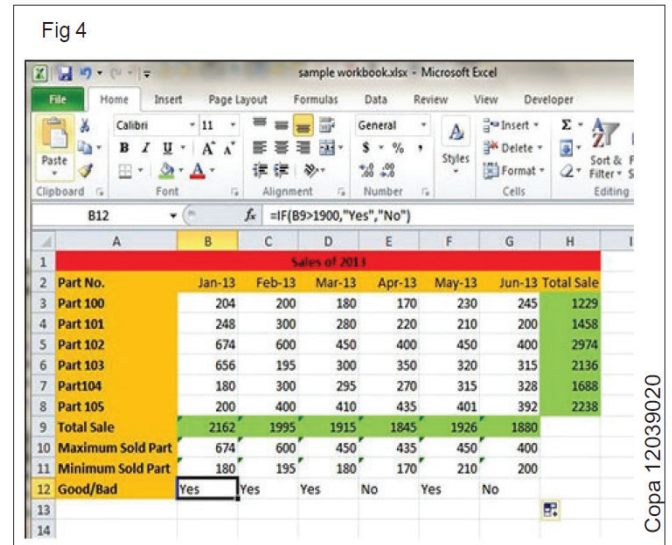 Fig 4
sample workbook.xlsx - Microsoft Excel
File Home Insert Page Layout Formulas Data Review View Developer
Calibri 11 General Insert
B I U A A $ % , Delete
Paste Styles Format Sort &
Filter
Clipboard Font Alignment Number Cells Editing
B12 fx =IF(B9>1900,"Yes","No")
A B C D E F G H
1 Sales of 2013
2 Part No. Jan-13 Feb-13 Mar-13 Apr-13 May-13 Jun-13 Total Sale
3 Part 100 204 200 180 170 230 245 1229
4 Part 101 248 300 280 220 210 200 1458
5 Part 102 674 600 450 400 450 400 2974
6 Part 103 656 195 300 350 320 315 2136
7 Part104 180 300 295 270 315 328 1688
8 Part 105 200 400 410 435 401 392 2238
9 Total Sale 2162 1995 1915 1845 1926 1880
10 Maximum Sold Part 674 600 450 435 450 400
11 Minimum Sold Part 180 195 180 170 210 200
12 Good/Bad Yes Yes Yes No Yes No
13
14
Copa 12039020